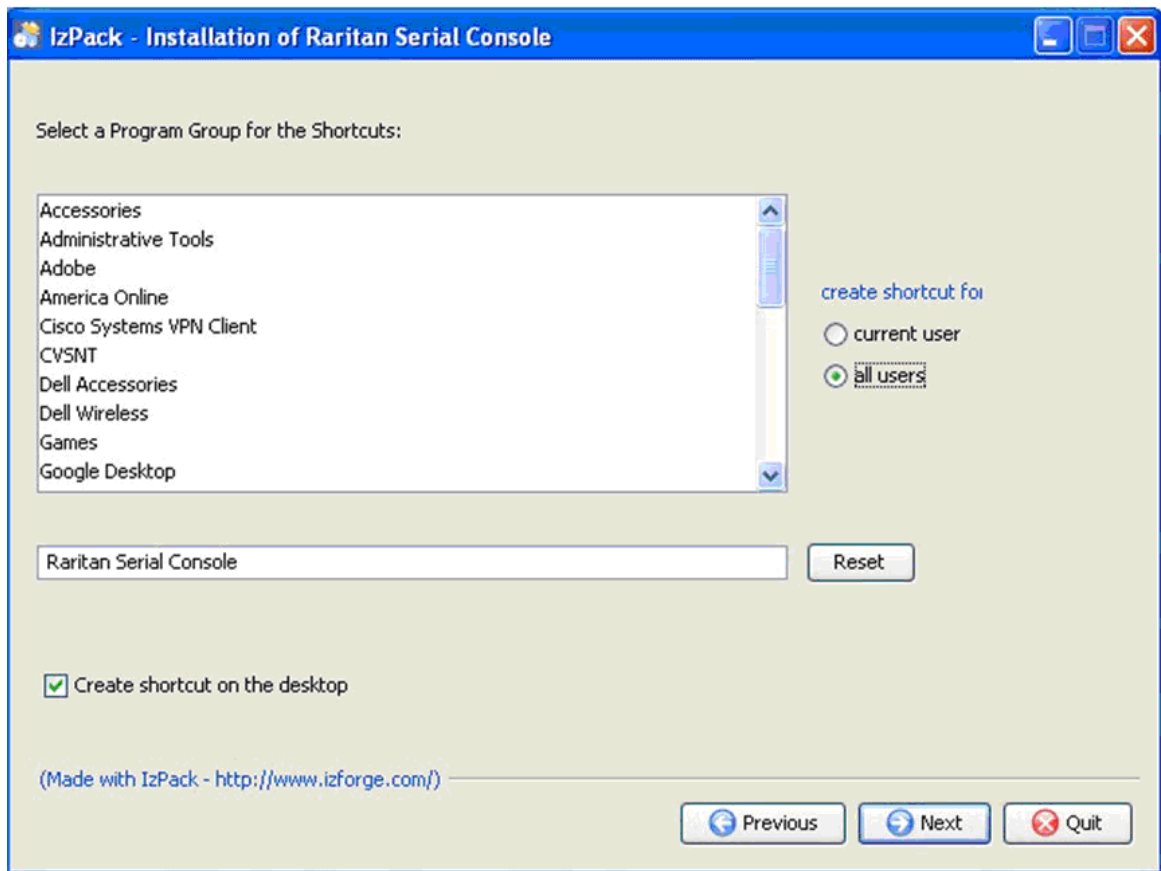 IzPack - Installation of Raritan Serial Console
Select a Program Group for the Shortcuts:
Accessories
Administrative Tools
Adobe
America Online
Cisco Systems VPN Client
CVSNT
Dell Accessories
Dell Wireless
Games
Google Desktop
create shortcut for
current user
all users
Raritan Serial Console
Reset
Create shortcut on the desktop
(Made with IzPack - http://www.izforge.com/)
Previous
Next
Quit